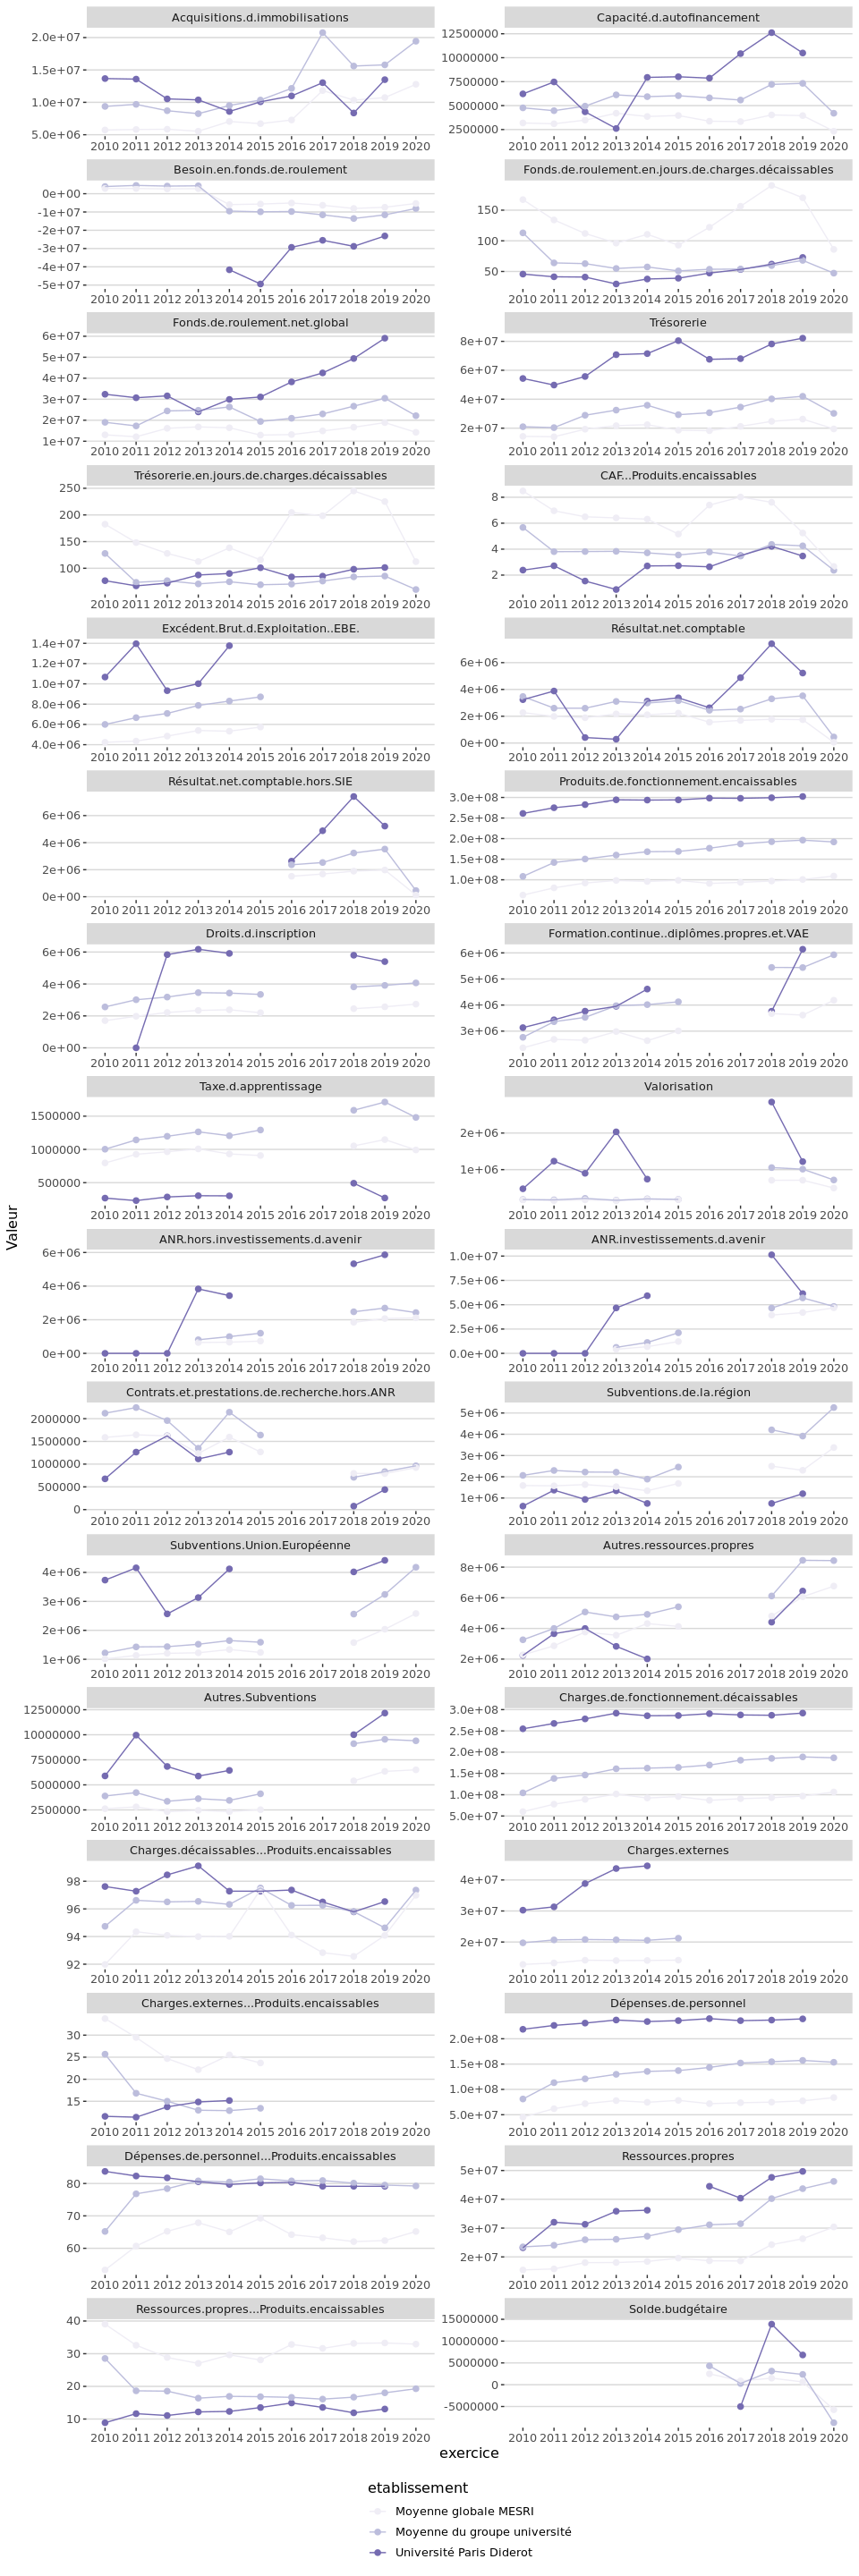 Acquisitions.d.immobilisations
Capacité.d.autofinancement
2.0e+07
1.5e+07
1.0e+07
5.0e+06
12500000
10000000
7500000
5000000
2500000
2010 2011 2012 2013 2014 2015 2016 2017 2018 2019 2020
2010 2011 2012 2013 2014 2015 2016 2017 2018 2019 2020
Besoin.en.fonds.de.roulement
Fonds.de.roulement.en.jours.de.charges.décaissables
0e+00
-1e+07
-2e+07
-3e+07
-4e+07
-5e+07
150
100
50
2010 2011 2012 2013 2014 2015 2016 2017 2018 2019 2020
2010 2011 2012 2013 2014 2015 2016 2017 2018 2019 2020
Fonds.de.roulement.net.global
Trésorerie
6e+07
5e+07
4e+07
3e+07
2e+07
1e+07
8e+07
6e+07
4e+07
2e+07
2010 2011 2012 2013 2014 2015 2016 2017 2018 2019 2020
2010 2011 2012 2013 2014 2015 2016 2017 2018 2019 2020
Trésorerie.en.jours.de.charges.décaissables
CAF...Produits.encaissables
250
200
150
100
8
6
4
2
2010 2011 2012 2013 2014 2015 2016 2017 2018 2019 2020
2010 2011 2012 2013 2014 2015 2016 2017 2018 2019 2020
Excédent.Brut.d.Exploitation..EBE.
Résultat.net.comptable
1.4e+07
1.2e+07
1.0e+07
8.0e+06
6.0e+06
4.0e+06
6e+06
4e+06
2e+06
0e+00
2010 2011 2012 2013 2014 2015 2016 2017 2018 2019 2020
2010 2011 2012 2013 2014 2015 2016 2017 2018 2019 2020
Résultat.net.comptable.hors.SIE
Produits.de.fonctionnement.encaissables
6e+06
4e+06
2e+06
0e+00
3.0e+08
2.5e+08
2.0e+08
1.5e+08
1.0e+08
2010 2011 2012 2013 2014 2015 2016 2017 2018 2019 2020
2010 2011 2012 2013 2014 2015 2016 2017 2018 2019 2020
Droits.d.inscription
Formation.continue..diplômes.propres.et.VAE
6e+06
4e+06
2e+06
0e+00
6e+06
5e+06
4e+06
3e+06
2010 2011 2012 2013 2014 2015 2016 2017 2018 2019 2020
2010 2011 2012 2013 2014 2015 2016 2017 2018 2019 2020
Taxe.d.apprentissage
Valorisation
1500000
1000000
500000
2e+06
1e+06
2010 2011 2012 2013 2014 2015 2016 2017 2018 2019 2020
2010 2011 2012 2013 2014 2015 2016 2017 2018 2019 2020
Valeur
ANR.hors.investissements.d.avenir
ANR.investissements.d.avenir
6e+06
4e+06
2e+06
0e+00
1.0e+07
7.5e+06
5.0e+06
2.5e+06
0.0e+00
2010 2011 2012 2013 2014 2015 2016 2017 2018 2019 2020
2010 2011 2012 2013 2014 2015 2016 2017 2018 2019 2020
Contrats.et.prestations.de.recherche.hors.ANR
Subventions.de.la.région
2000000
1500000
1000000
500000
0
5e+06
4e+06
3e+06
2e+06
1e+06
2010 2011 2012 2013 2014 2015 2016 2017 2018 2019 2020
2010 2011 2012 2013 2014 2015 2016 2017 2018 2019 2020
Subventions.Union.Européenne
Autres.ressources.propres
4e+06
3e+06
2e+06
1e+06
8e+06
6e+06
4e+06
2e+06
2010 2011 2012 2013 2014 2015 2016 2017 2018 2019 2020
2010 2011 2012 2013 2014 2015 2016 2017 2018 2019 2020
Autres.Subventions
Charges.de.fonctionnement.décaissables
12500000
10000000
7500000
5000000
2500000
3.0e+08
2.5e+08
2.0e+08
1.5e+08
1.0e+08
5.0e+07
2010 2011 2012 2013 2014 2015 2016 2017 2018 2019 2020
2010 2011 2012 2013 2014 2015 2016 2017 2018 2019 2020
Charges.décaissables...Produits.encaissables
Charges.externes
98
96
94
92
4e+07
3e+07
2e+07
2010 2011 2012 2013 2014 2015 2016 2017 2018 2019 2020
2010 2011 2012 2013 2014 2015 2016 2017 2018 2019 2020
Charges.externes...Produits.encaissables
Dépenses.de.personnel
30
25
20
15
2.0e+08
1.5e+08
1.0e+08
5.0e+07
2010 2011 2012 2013 2014 2015 2016 2017 2018 2019 2020
2010 2011 2012 2013 2014 2015 2016 2017 2018 2019 2020
Dépenses.de.personnel...Produits.encaissables
Ressources.propres
80
70
60
5e+07
4e+07
3e+07
2e+07
2010 2011 2012 2013 2014 2015 2016 2017 2018 2019 2020
2010 2011 2012 2013 2014 2015 2016 2017 2018 2019 2020
Ressources.propres...Produits.encaissables
Solde.budgétaire
40
30
20
10
15000000
10000000
5000000
0
-5000000
2010 2011 2012 2013 2014 2015 2016 2017 2018 2019 2020
2010 2011 2012 2013 2014 2015 2016 2017 2018 2019 2020
exercice
etablissement
Moyenne globale MESRI
Moyenne du groupe université
Université Paris Diderot